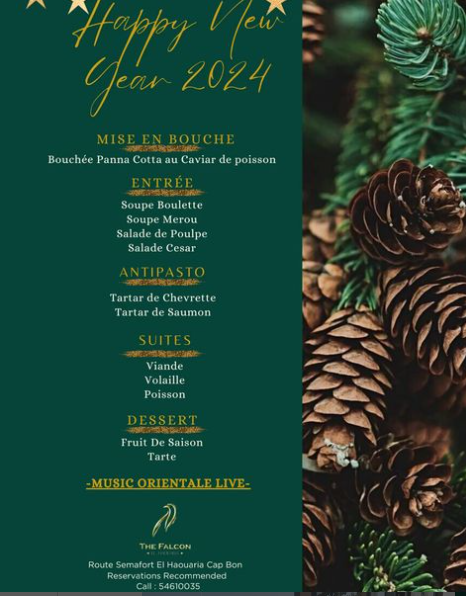 Happy New
Year 2024
MISE EN BOUCHE
Bouchée Panna Cotta au Caviar de poisson
ENTRÉE
Soupe Boulette
Soupe Merou
Salade de Poulpe
Salade Cesar
ANTIPASTO
Tartar de Chevrette
Tartar de Saumon
SUITES
Viande
Volaille
Poisson
DESSERT
Fruit De Saison
Tarte
-MUSIC ORIENTALE LIVE-
THE FALCON
Route Semafort El Haouaria Cap Bon
Reservations Recommended
Call : 54610035